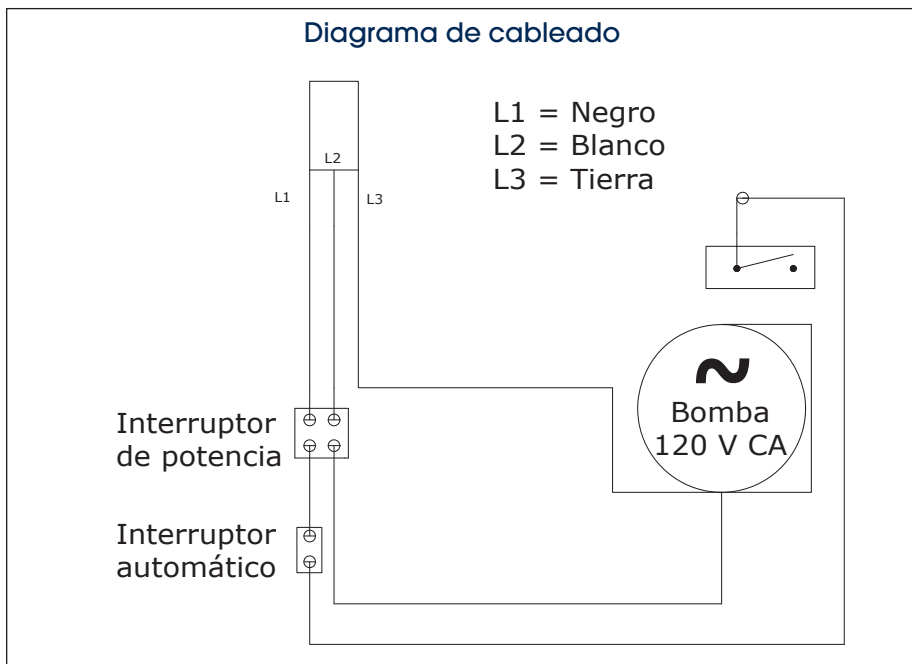 Diagrama de cableado
L1 = Negro
L2 = Blanco
L3 = Tierra
L2
L1
L3
Bomba
120 V CA
Interruptor
de potencia
Interruptor
automático